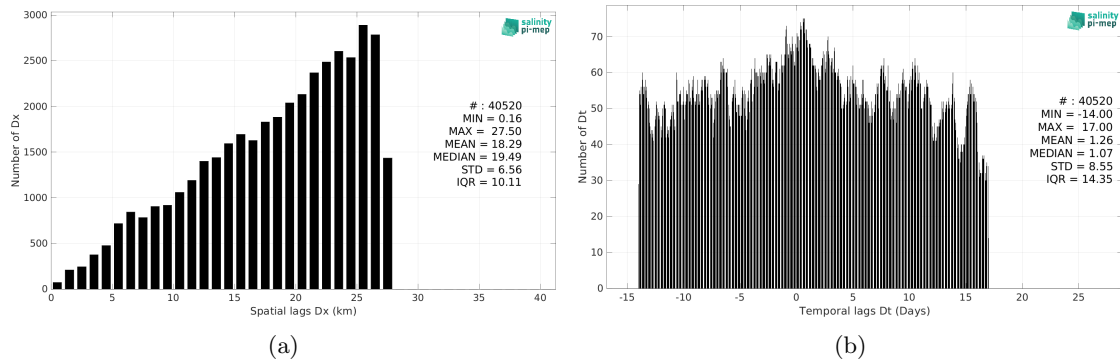 3000
2500
2000
1500
1000
500
0
Number of Dx
salinity
pi-mep
# : 40520
MIN = 0.16
MAX = 27.50
MEAN = 18.29
MEDIAN = 19.49
STD = 6.56
IQR = 10.11
0 5 10 15 20 25 30 35 40
Spatial lags Dx (km)
(a)
70
60
50
40
30
20
10
0
Number of Dt
salinity
pi-mep
# : 40520
MIN = -14.00
MAX = 17.00
MEAN = 1.26
MEDIAN = 1.07
STD = 8.55
IQR = 14.35
-15 -10 -5 0 5 10 15 20 25
Temporal lags Dt (Days)
(b)